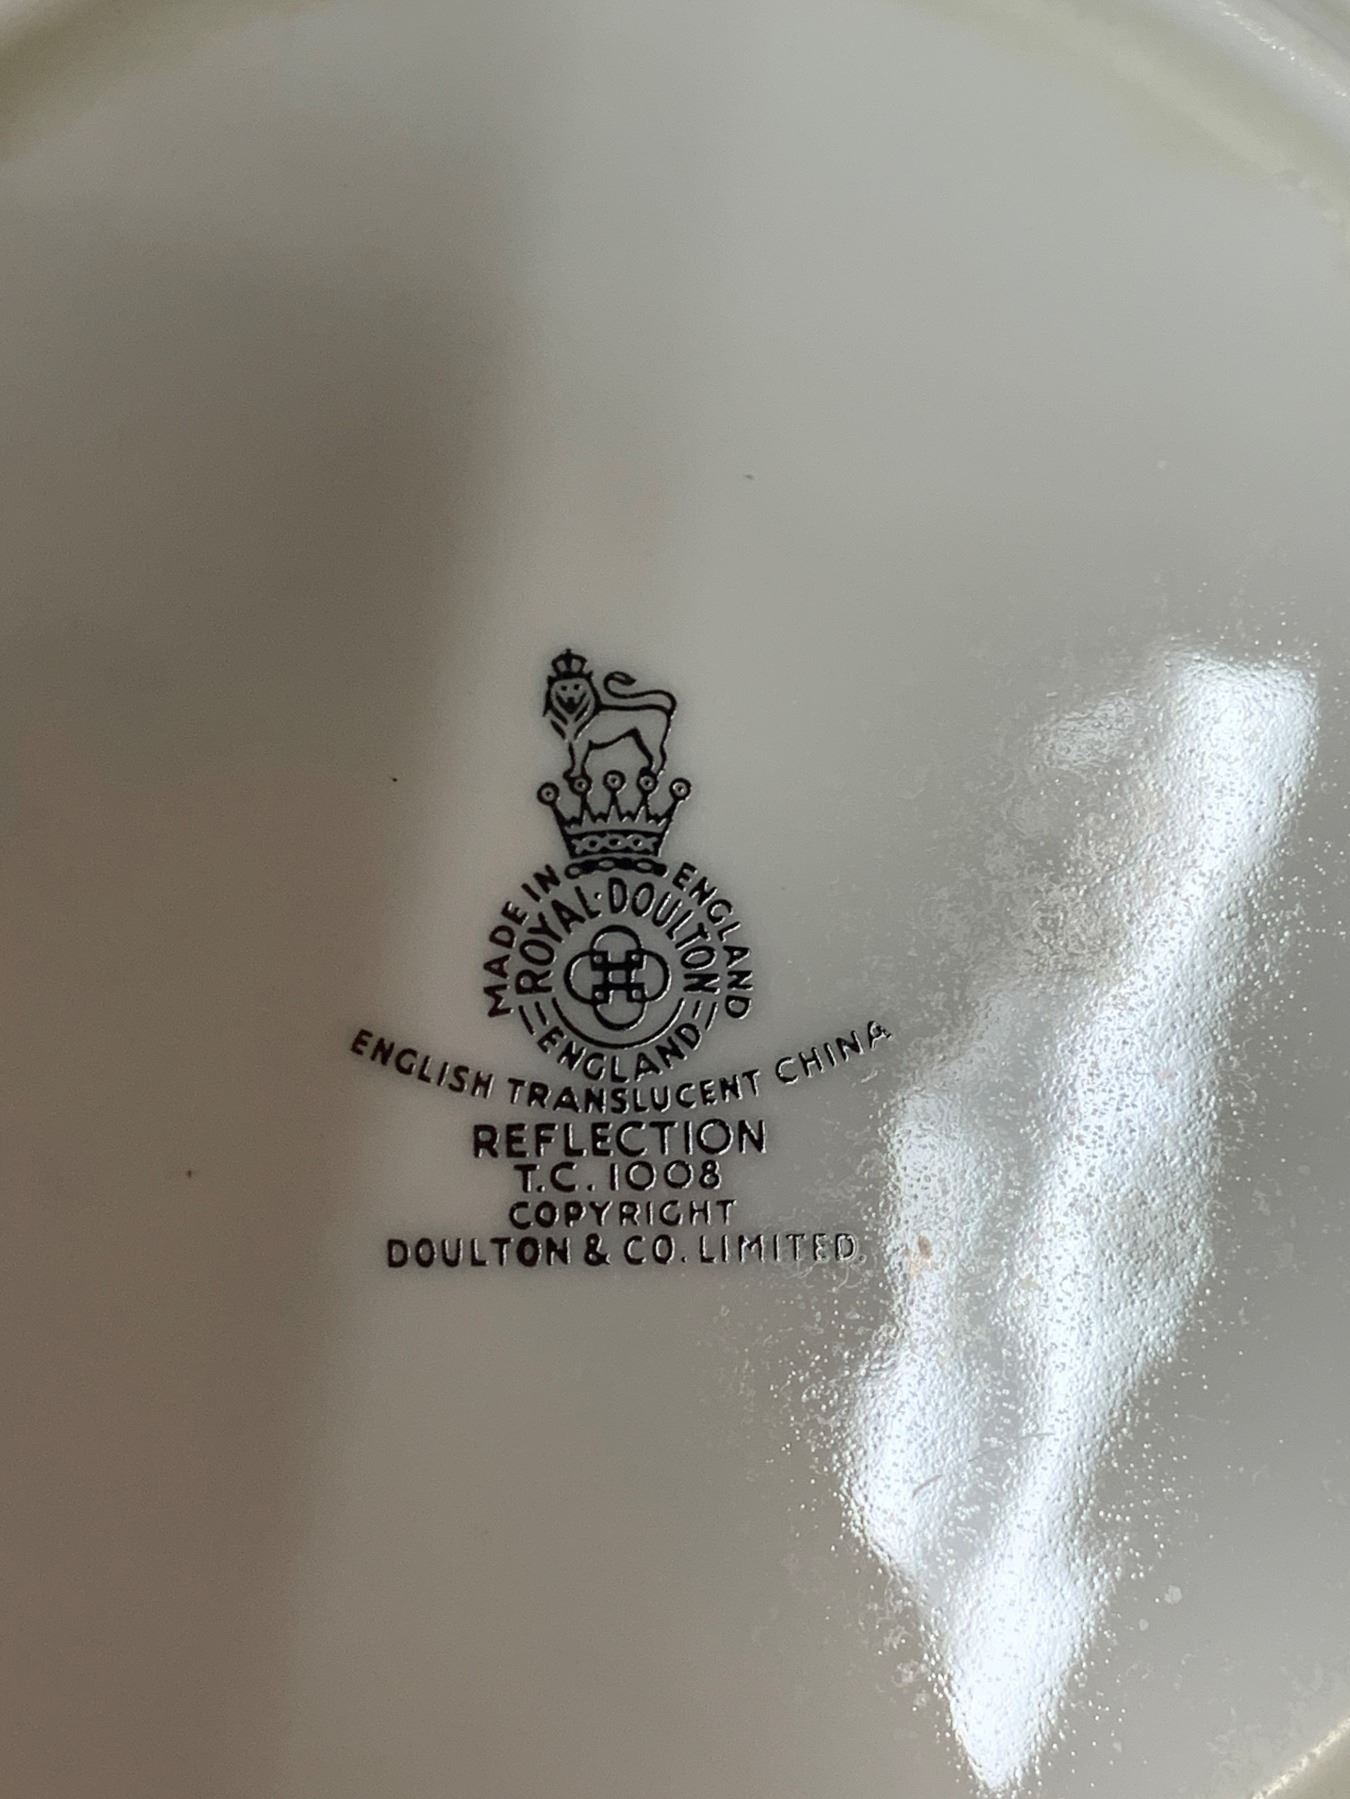 MADE IN ENGLAND
ROYAL·DOULTON
ENGLAND
ENGLISH TRANSLUCENT CHINA
REFLECTION
T.C. 1008
COPYRIGHT
DOULTON & CO. LIMITED.